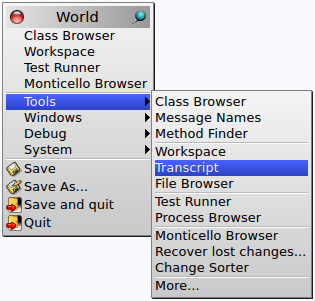 World
Class Browser
Workspace
Test Runner
Monticello Browser
Tools
Windows
Debug
System
Save
Save As...
Save and quit
Quit
Class Browser
Message Names
Method Finder
Workspace
Transcript
File Browser
Test Runner
Process Browser
Monticello Browser
Recover lost changes...
Change Sorter
More...